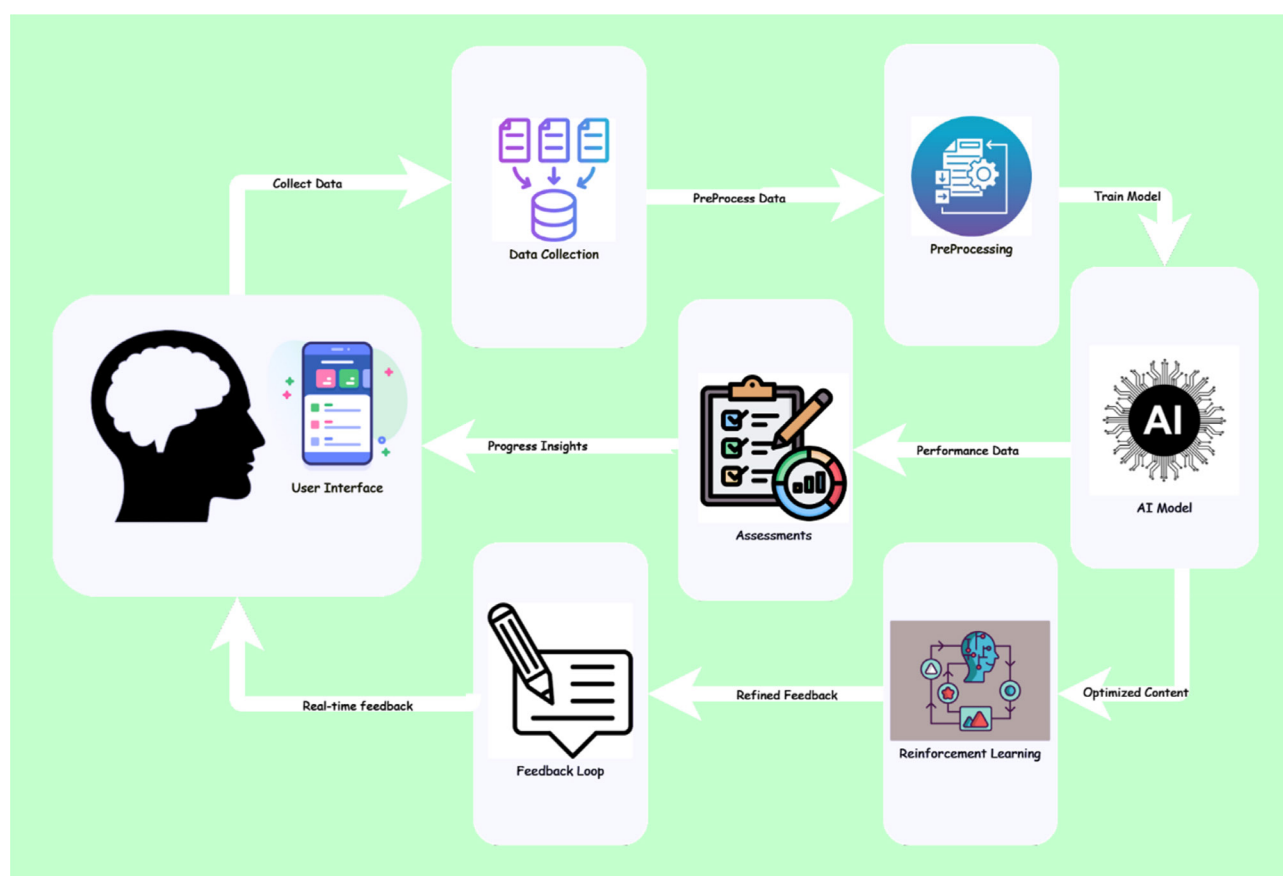 Collect Data
Data Collection
PreProcess Data
PreProcessing
Train Model
User Interface
Progress Insights
Assessments
Performance Data
AI
AI Model
Real-time feedback
Feedback Loop
Refined Feedback
Reinforcement Learning
Optimized Content